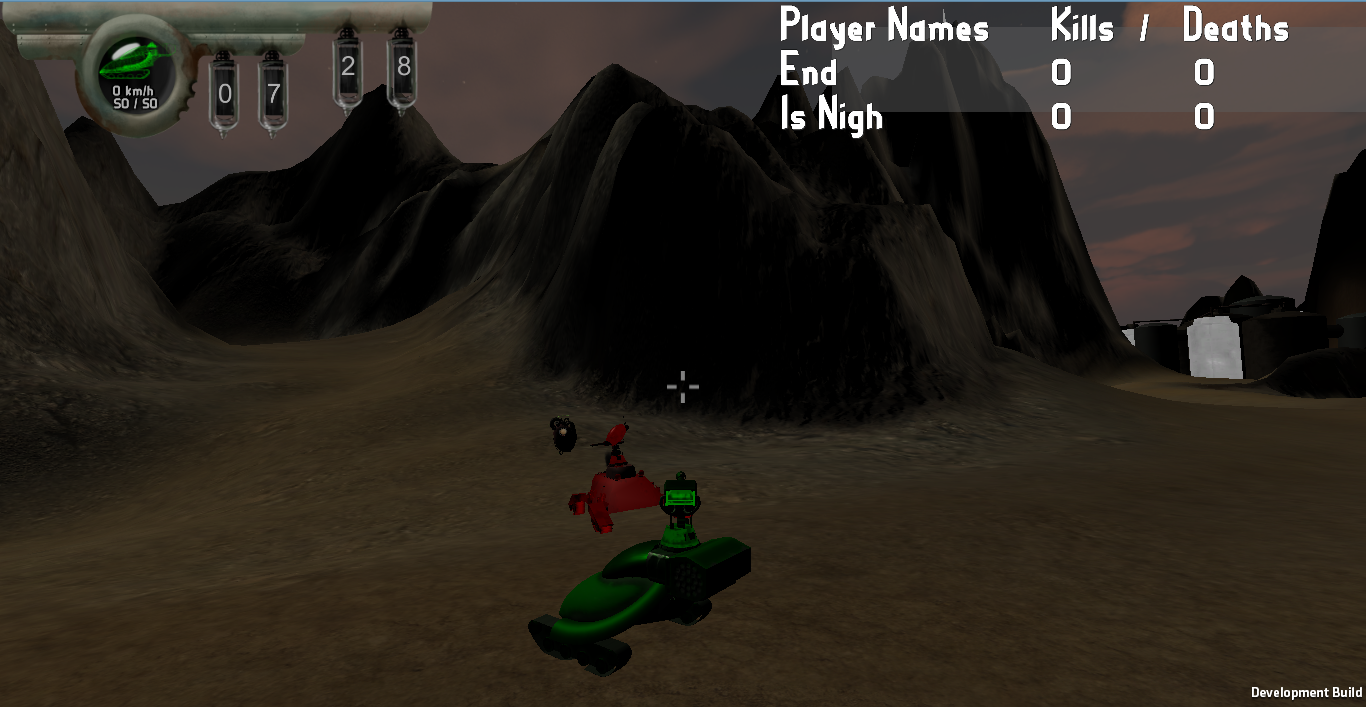 0 km/h
50 / 50
0 7 2 8
Player Names Kills / Deaths
End 0 0
Is Nigh 0 0
Development Build